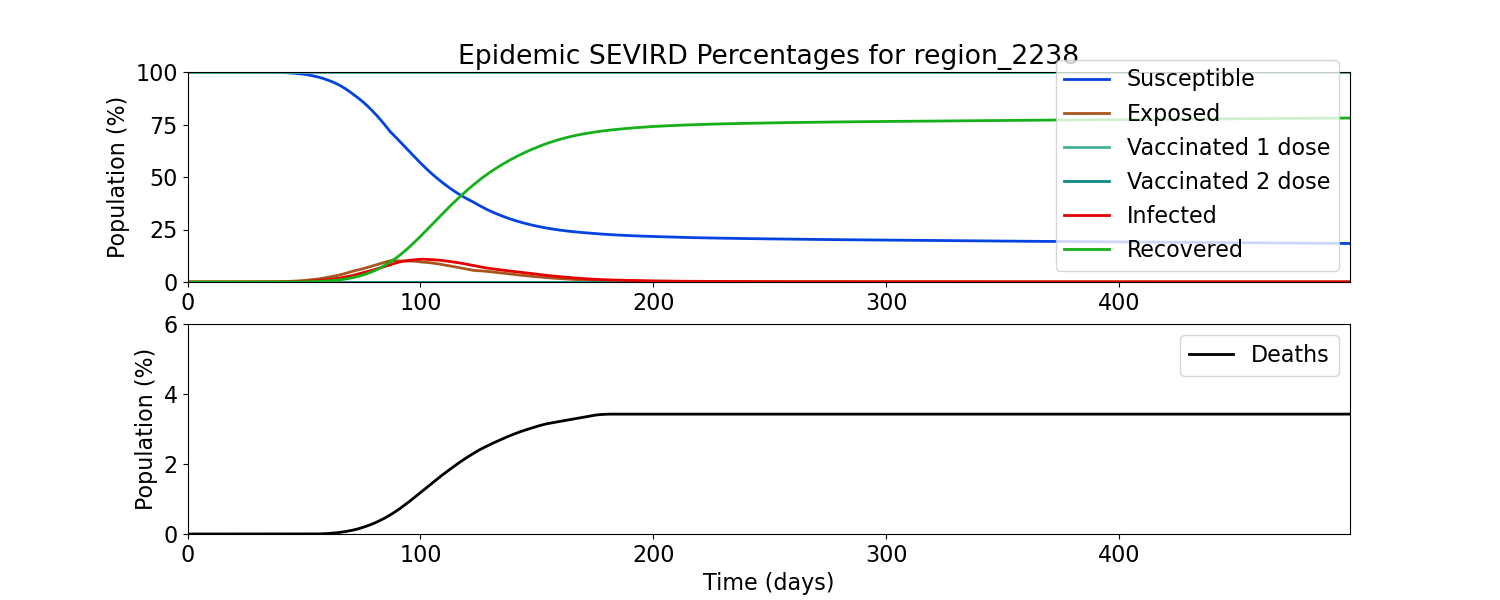 Epidemic SEVIRD Percentages for region_2238
Population (%)
100
75
50
25
0
0 100 200 300 400
Susceptible
Exposed
Vaccinated 1 dose
Vaccinated 2 dose
Infected
Recovered
Population (%)
6
4
2
0
0 100 200 300 400
Deaths
Time (days)